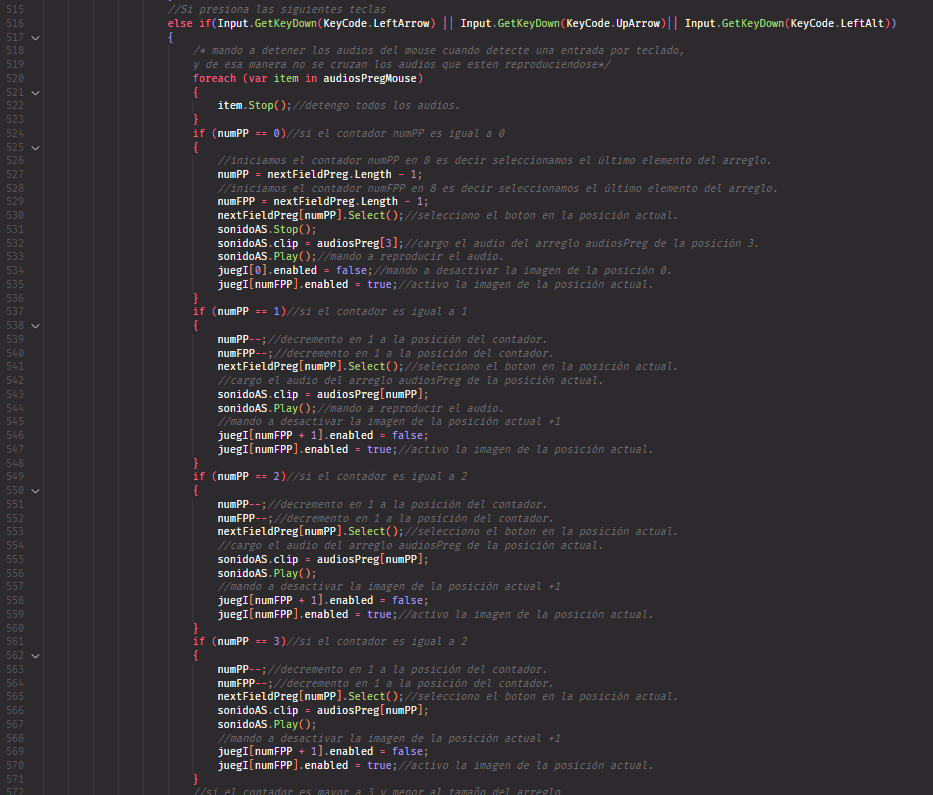 515 //Si presiona las siguientes teclas
516 else if(Input.GetKeyDown(KeyCode.LeftArrow) || Input.GetKeyDown(KeyCode.UpArrow)|| Input.GetKeyDown(KeyCode.LeftAlt))
517 {
518 /* mando a detener los audios del mouse cuando detecte una entrada por teclado,
519 y de esa manera no se cruzan los audios que esten reproduciendose*/
520 foreach (var item in audiosPregMouse)
521 {
522 item.Stop();//detengo todos los audios.
523 }
524 if (numPP == 0)//si el contador numPP es igual a 0
525 {
526 //iniciamos el contador numPP en 8 es decir seleccionamos el último elemento del arreglo.
527 numPP = nextFieldPreg.Length - 1;
528 //iniciamos el contador numFPP en 8 es decir seleccionamos el último elemento del arreglo.
529 numFPP = nextFieldPreg.Length - 1;
530 nextFieldPreg[numPP].Select();//selecciono el boton en la posición actual.
531 sonidoAS.Stop();
532 sonidoAS.clip = audiosPreg[3];//cargo el audio del arreglo audiosPreg de la posición 3.
533 sonidoAS.Play();//mando a reproducir el audio.
534 juegI[0].enabled = false;//mando a desactivar la imagen de la posición 0.
535 juegI[numFPP].enabled = true;//activo la imagen de la posición actual.
536 }
537 if (numPP == 1)//si el contador es igual a 1
538 {
539 numPP--;//decremento en 1 a la posición del contador.
540 numFPP--;//decremento en 1 a la posición del contador.
541 nextFieldPreg[numPP].Select();//selecciono el boton en la posición actual.
542 //cargo el audio del arreglo audiosPreg de la posición actual.
543 sonidoAS.clip = audiosPreg[numPP];
544 sonidoAS.Play();//mando a reproducir el audio.
545 //mando a desactivar la imagen de la posición actual +1
546 juegI[numFPP + 1].enabled = false;
547 juegI[numFPP].enabled = true;//activo la imagen de la posición actual.
548 }
549 if (numPP == 2)//si el contador es igual a 2
550 {
551 numPP--;//decremento en 1 a la posición del contador.
552 numFPP--;//decremento en 1 a la posición del contador.
553 nextFieldPreg[numPP].Select();//selecciono el boton en la posición actual.
554 //cargo el audio del arreglo audiosPreg de la posición actual.
555 sonidoAS.clip = audiosPreg[numPP];
556 sonidoAS.Play();
557 //mando a desactivar la imagen de la posición actual +1
558 juegI[numFPP + 1].enabled = false;
559 juegI[numFPP].enabled = true;//activo la imagen de la posición actual.
560 }
561 if (numPP == 3)//si el contador es igual a 2
562 {
563 numPP--;//decremento en 1 a la posición del contador.
564 numFPP--;//decremento en 1 a la posición del contador.
565 nextFieldPreg[numPP].Select();//selecciono el boton en la posición actual.
566 sonidoAS.clip = audiosPreg[numPP];
567 sonidoAS.Play();
568 //mando a desactivar la imagen de la posición actual +1
569 juegI[numFPP + 1].enabled = false;
570 juegI[numFPP].enabled = true;//activo la imagen de la posición actual.
571 }
572 //si el contador es mayor a 3 y menor al tamaño del arreglo